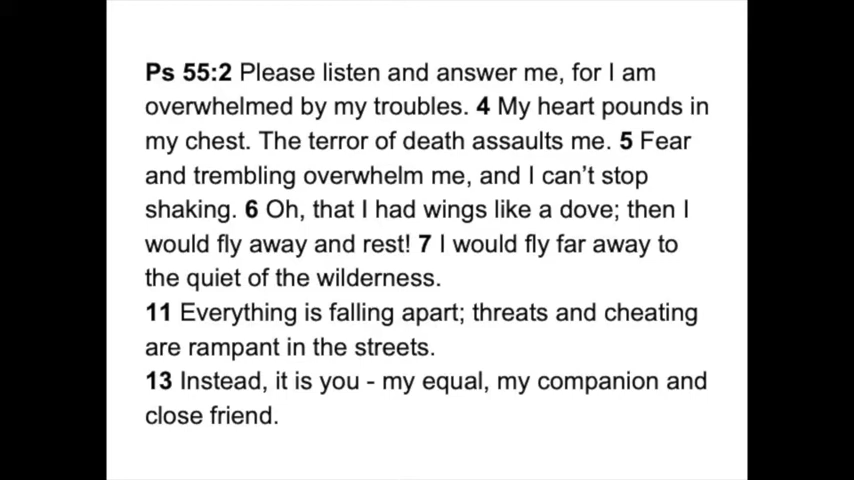 Ps 55:2 Please listen and answer me, for I am
overwhelmed by my troubles. 4 My heart pounds in
my chest. The terror of death assaults me. 5 Fear
and trembling overwhelm me, and I can’t stop
shaking. 6 Oh, that I had wings like a dove; then I
would fly away and rest! 7 I would fly far away to
the quiet of the wilderness.
11 Everything is falling apart; threats and cheating
are rampant in the streets.
13 Instead, it is you - my equal, my companion and
close friend.